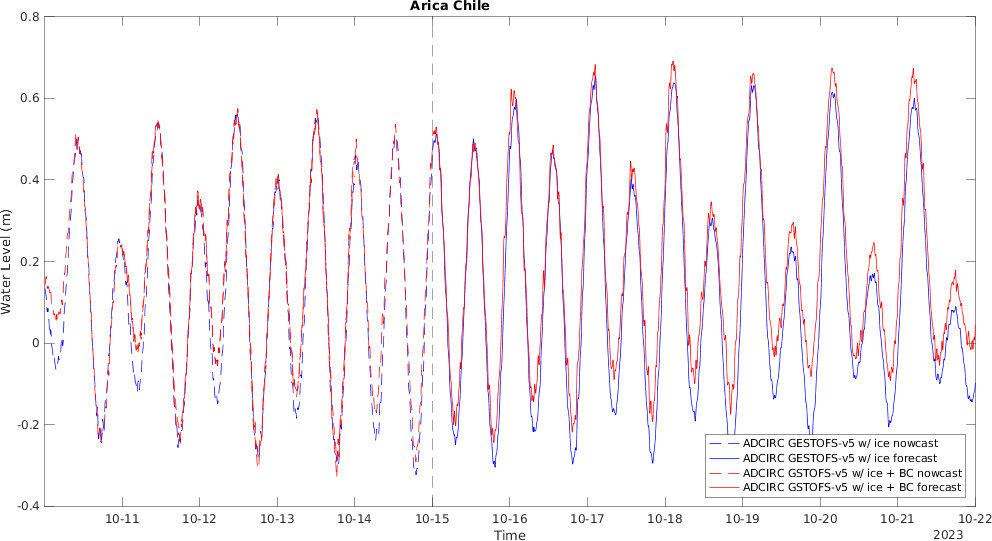 Arica Chile
Water Level (m)
0.8
0.6
0.4
0.2
0
-0.2
-0.4
ADCIRC GESTOFS-v5 w/ ice nowcast
ADCIRC GESTOFS-v5 w/ ice forecast
ADCIRC GSTOFS-v5 w/ ice + BC nowcast
ADCIRC GSTOFS-v5 w/ ice + BC forecast
10-11 10-12 10-13 10-14 10-15 10-16 10-17 10-18 10-19 10-20 10-21 10-22
Time
2023